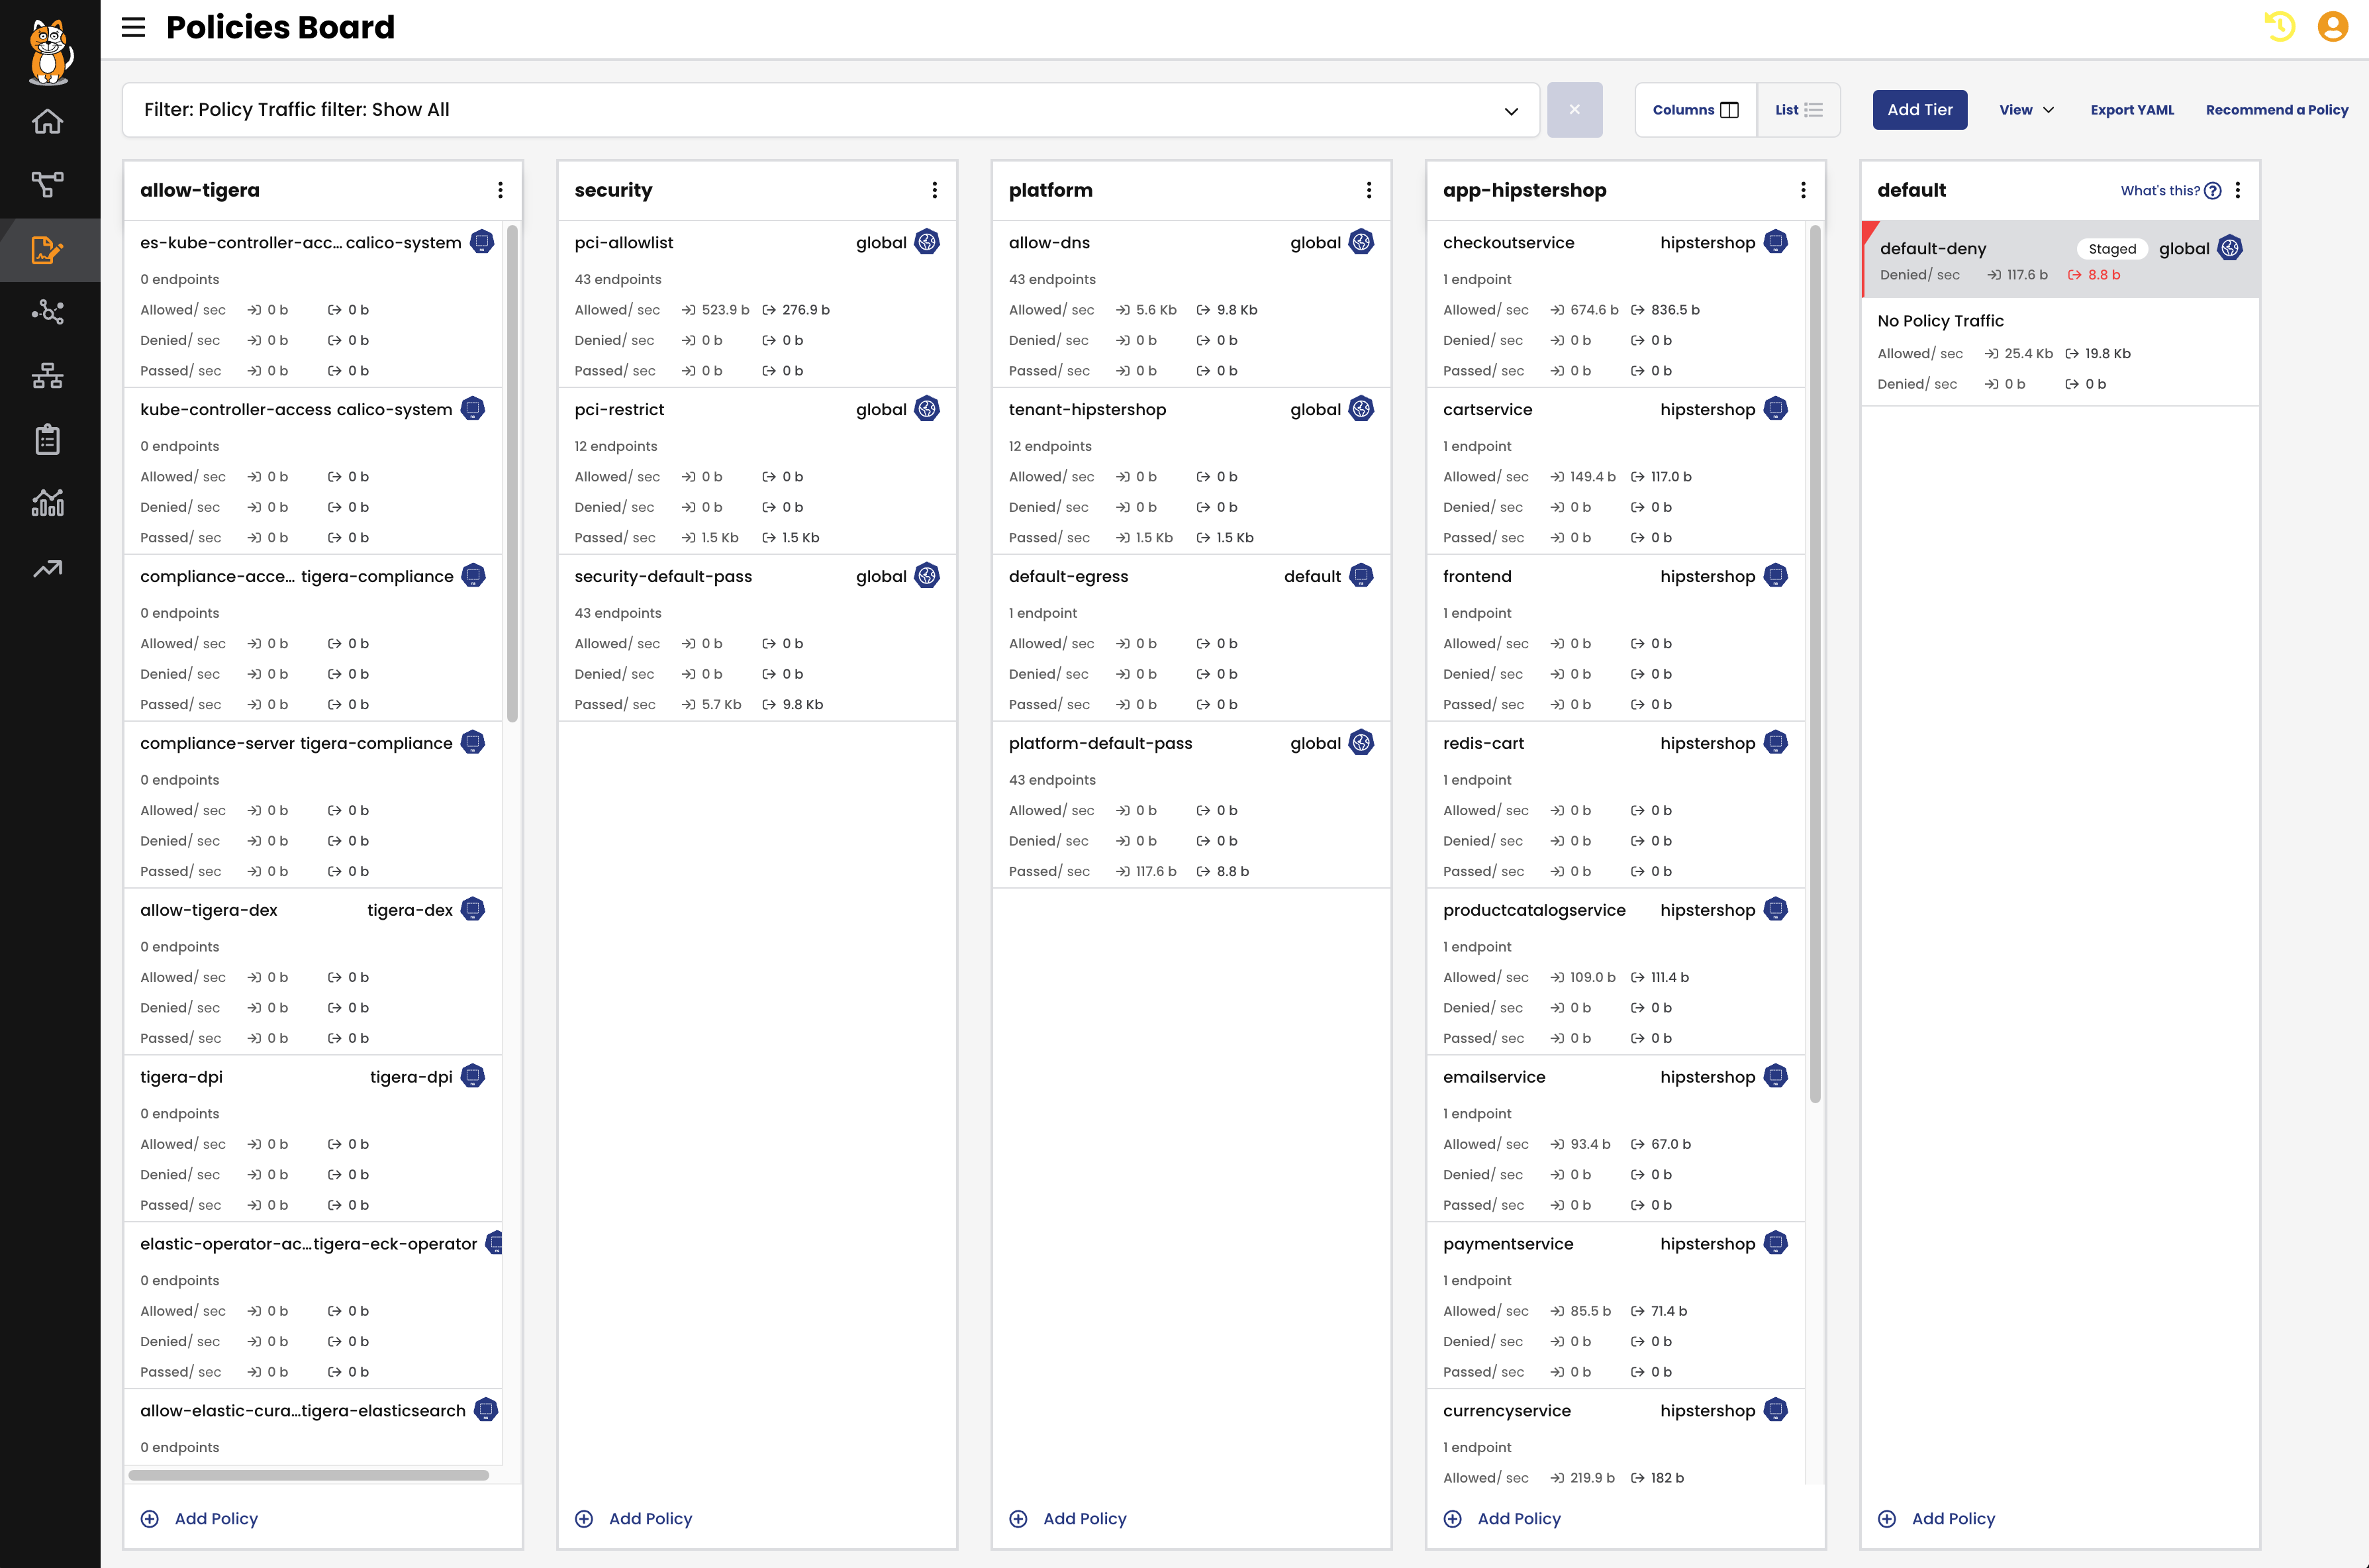 Policies Board
Filter: Policy Traffic filter: Show All
Columns
List
Add Tier
View
Export YAML
Recommend a Policy
allow-tigera
es-kube-controller-acc... calico-system
0 endpoints
Allowed/ sec 0 b 0 b
Denied/ sec 0 b 0 b
Passed/ sec 0 b 0 b
kube-controller-access calico-system
0 endpoints
Allowed/ sec 0 b 0 b
Denied/ sec 0 b 0 b
Passed/ sec 0 b 0 b
compliance-acce... tigera-compliance
0 endpoints
Allowed/ sec 0 b 0 b
Denied/ sec 0 b 0 b
Passed/ sec 0 b 0 b
compliance-server tigera-compliance
0 endpoints
Allowed/ sec 0 b 0 b
Denied/ sec 0 b 0 b
Passed/ sec 0 b 0 b
allow-tigera-dex tigera-dex
0 endpoints
Allowed/ sec 0 b 0 b
Denied/ sec 0 b 0 b
Passed/ sec 0 b 0 b
tigera-dpi tigera-dpi
0 endpoints
Allowed/ sec 0 b 0 b
Denied/ sec 0 b 0 b
Passed/ sec 0 b 0 b
elastic-operator-ac...tigera-eck-operator
0 endpoints
Allowed/ sec 0 b 0 b
Denied/ sec 0 b 0 b
Passed/ sec 0 b 0 b
allow-elastic-cura...tigera-elasticsearch
0 endpoints
Add Policy
security
pci-allowlist global
43 endpoints
Allowed/ sec 523.9 b 276.9 b
Denied/ sec 0 b 0 b
Passed/ sec 0 b 0 b
pci-restrict global
12 endpoints
Allowed/ sec 0 b 0 b
Denied/ sec 0 b 0 b
Passed/ sec 1.5 Kb 1.5 Kb
security-default-pass global
43 endpoints
Allowed/ sec 0 b 0 b
Denied/ sec 0 b 0 b
Passed/ sec 5.7 Kb 9.8 Kb
Add Policy
platform
allow-dns global
43 endpoints
Allowed/ sec 5.6 Kb 9.8 Kb
Denied/ sec 0 b 0 b
Passed/ sec 0 b 0 b
tenant-hipstershop global
12 endpoints
Allowed/ sec 0 b 0 b
Denied/ sec 0 b 0 b
Passed/ sec 1.5 Kb 1.5 Kb
default-egress default
1 endpoint
Allowed/ sec 0 b 0 b
Denied/ sec 0 b 0 b
Passed/ sec 0 b 0 b
platform-default-pass global
43 endpoints
Allowed/ sec 0 b 0 b
Denied/ sec 0 b 0 b
Passed/ sec 117.6 b 8.8 b
Add Policy
app-hipstershop
checkoutservice hipstershop
1 endpoint
Allowed/ sec 674.6 b 836.5 b
Denied/ sec 0 b 0 b
Passed/ sec 0 b 0 b
cartservice hipstershop
1 endpoint
Allowed/ sec 149.4 b 117.0 b
Denied/ sec 0 b 0 b
Passed/ sec 0 b 0 b
frontend hipstershop
1 endpoint
Allowed/ sec 0 b 0 b
Denied/ sec 0 b 0 b
Passed/ sec 0 b 0 b
redis-cart hipstershop
1 endpoint
Allowed/ sec 0 b 0 b
Denied/ sec 0 b 0 b
Passed/ sec 0 b 0 b
productcatalogservice hipstershop
1 endpoint
Allowed/ sec 109.0 b 111.4 b
Denied/ sec 0 b 0 b
Passed/ sec 0 b 0 b
emailservice hipstershop
1 endpoint
Allowed/ sec 93.4 b 67.0 b
Denied/ sec 0 b 0 b
Passed/ sec 0 b 0 b
paymentservice hipstershop
1 endpoint
Allowed/ sec 85.5 b 71.4 b
Denied/ sec 0 b 0 b
Passed/ sec 0 b 0 b
currencyservice hipstershop
1 endpoint
Allowed/ sec 219.9 b 182 b
Add Policy
default What's this?
default-deny Staged global
Denied/ sec 117.6 b 8.8 b
No Policy Traffic
Allowed/ sec 25.4 Kb 19.8 Kb
Denied/ sec 0 b 0 b
Add Policy